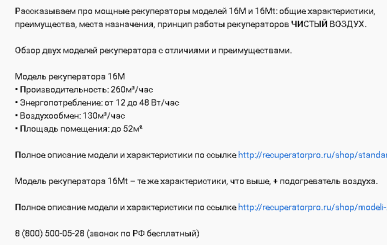 Рассказываем про мощные рекуператоры моделей 16М и 16Mt: общие характеристики,
преимущества, места назначения, принцип работы рекуператоров ЧИСТЫЙ ВОЗДУХ.
Обзор двух моделей рекуператора с отличиями и преимуществами.
Модель рекуператора 16М
• Производительность: 260м³/час
• Энергопотребление: от 12 до 48 Вт/час
• Воздухообмен: 130м³/час
• Площадь помещения: до 52м²
Полное описание модели и характеристики по ссылке http://recuperatorpro.ru/shop/standa
Модель рекуператора 16Mt – те же характеристики, что выше, + подогреватель воздуха.
Полное описание модели и характеристики по ссылке http://recuperatorpro.ru/shop/modeli-
8 (800) 500-05-28 (звонок по РФ бесплатный)